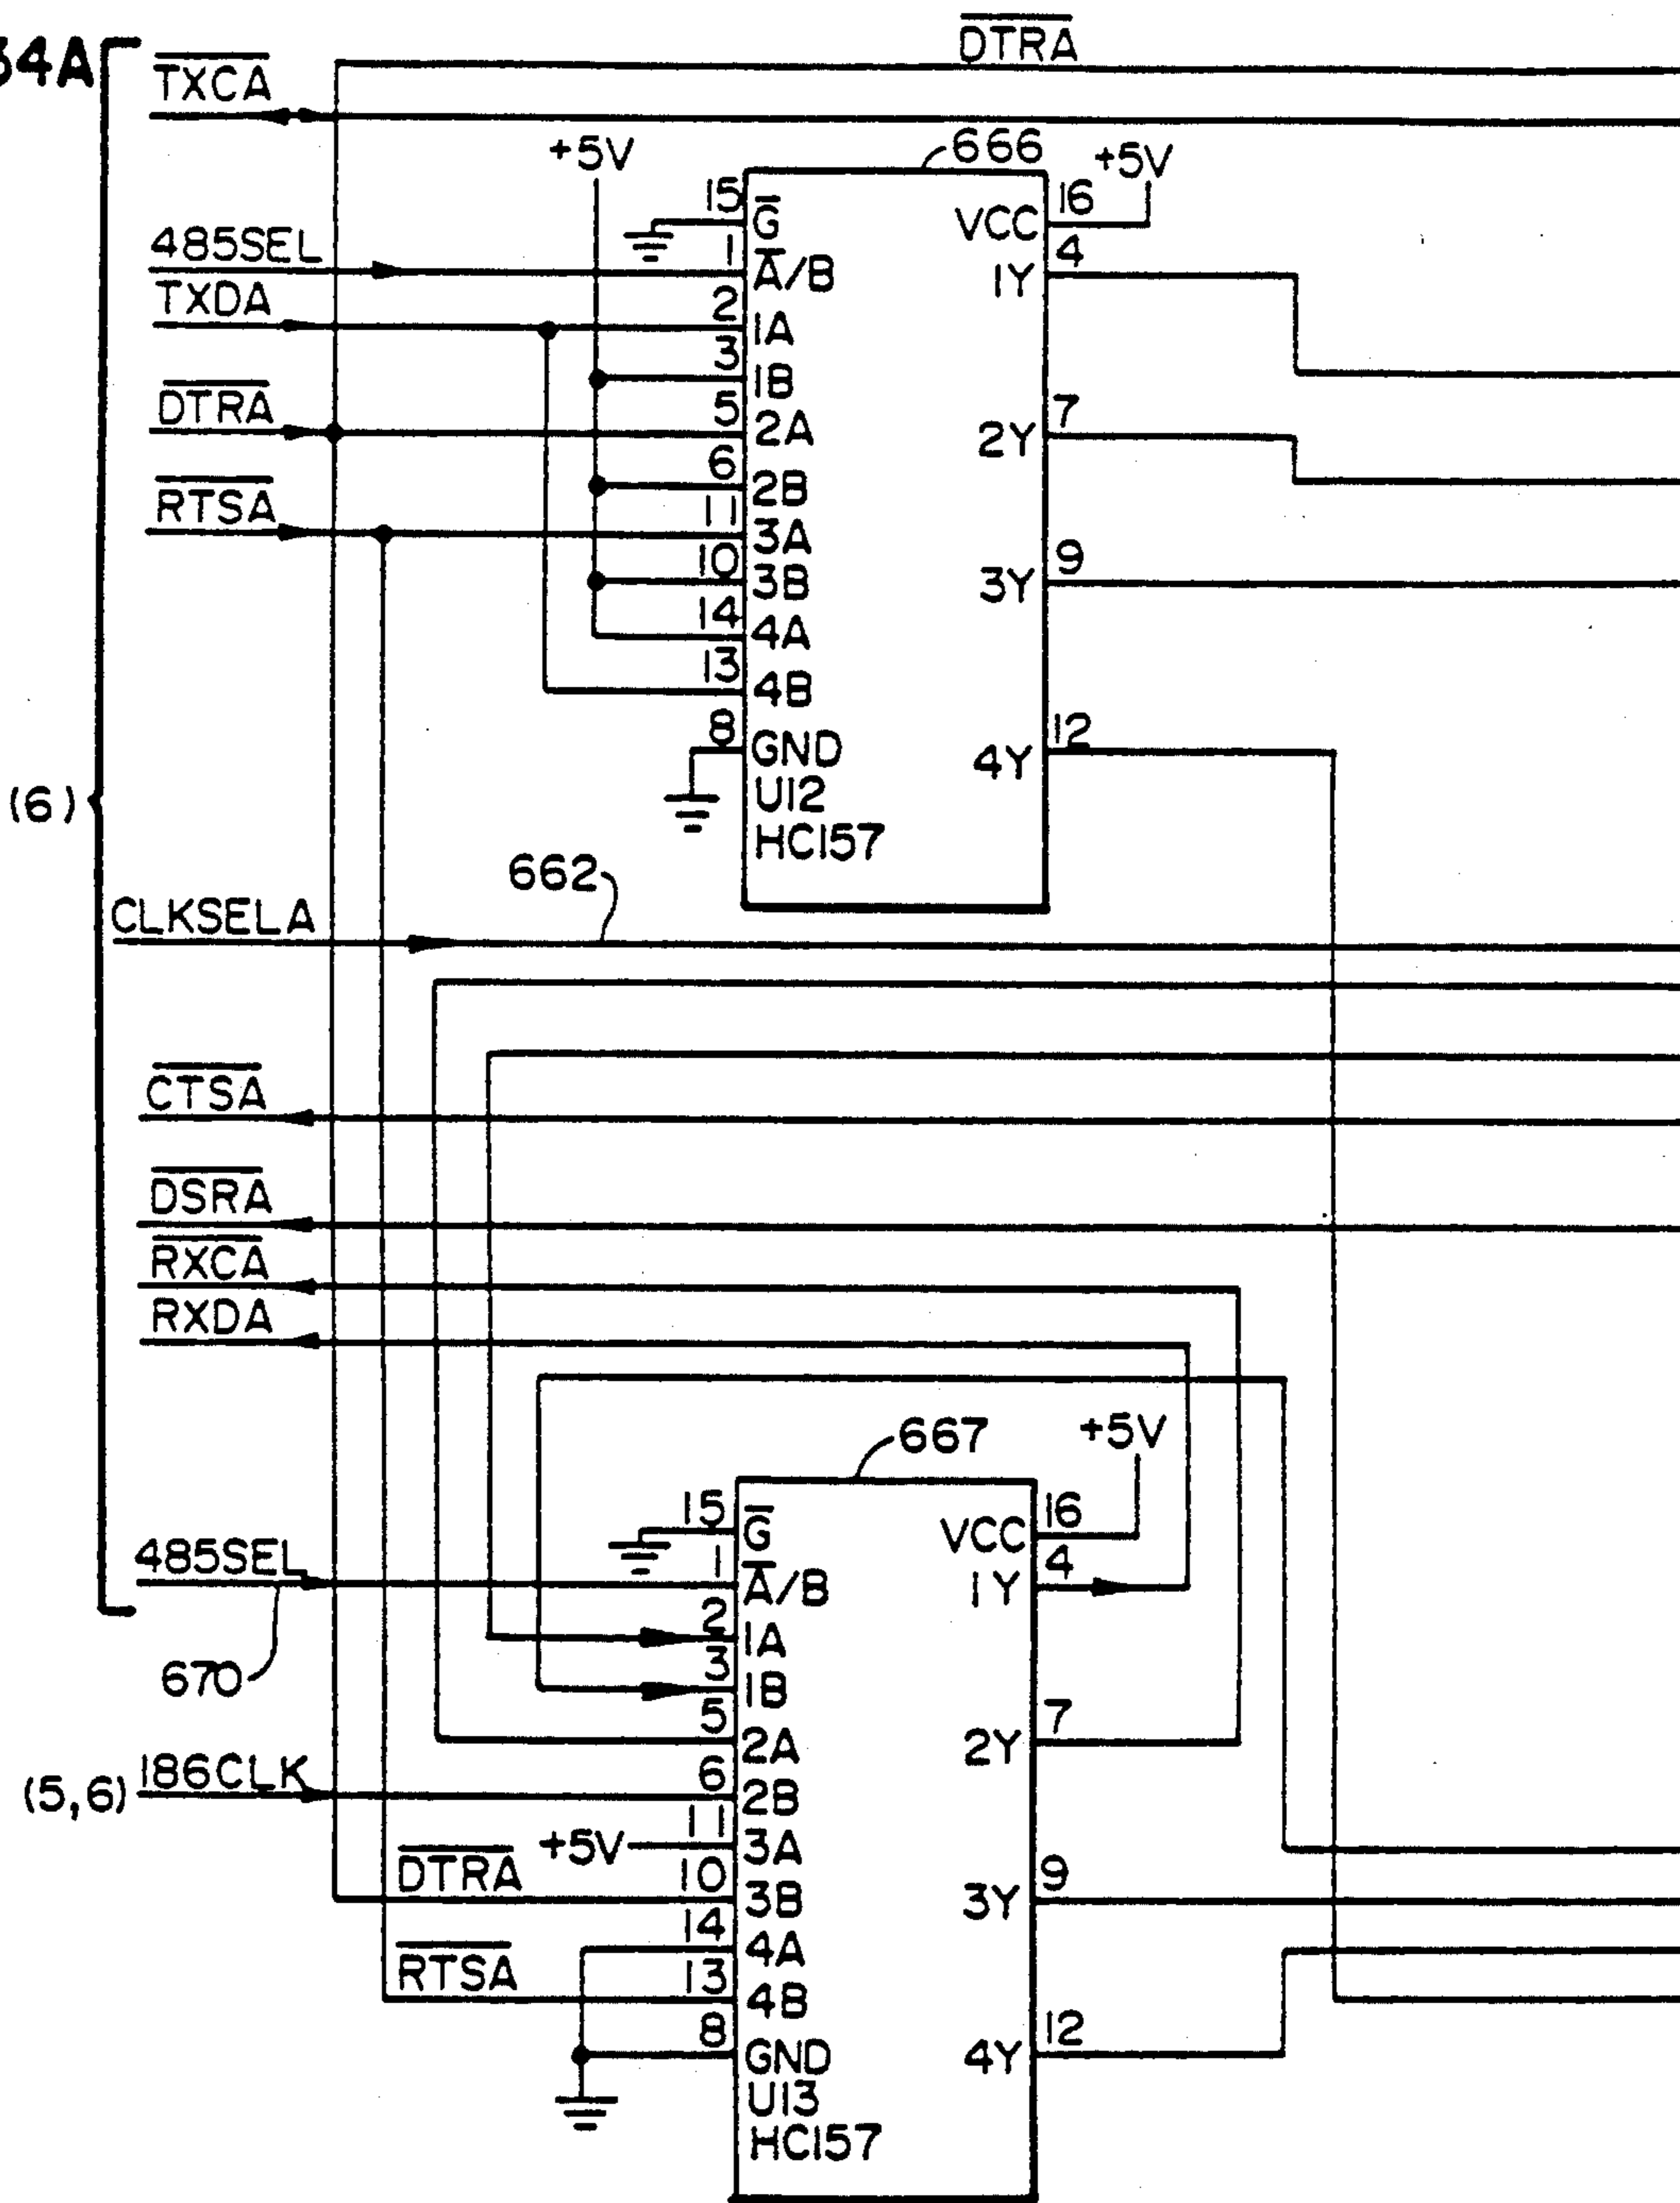 34A
DTRA
TXCA
+5V
666
+5V
15
G
VCC
16
485SEL
1
A/B
1Y
4
TXDA
2
1A
3
1B
DTRA
5
2A
2Y
7
6
2B
RTSA
11
3A
10
3B
3Y
9
14
4A
13
4B
8
GND
4Y
12
U12
HC157
(6)
662
CLKSELA
CTSA
DSRA
RXCA
RXDA
667
+5V
15
G
VCC
16
485SEL
1
A/B
1Y
4
2
1A
670
3
1B
5
2A
2Y
7
(5,6)
186CLK
6
2B
+5V
11
3A
DTRA
10
3B
3Y
9
14
4A
RTSA
13
4B
8
GND
4Y
12
U13
HC157